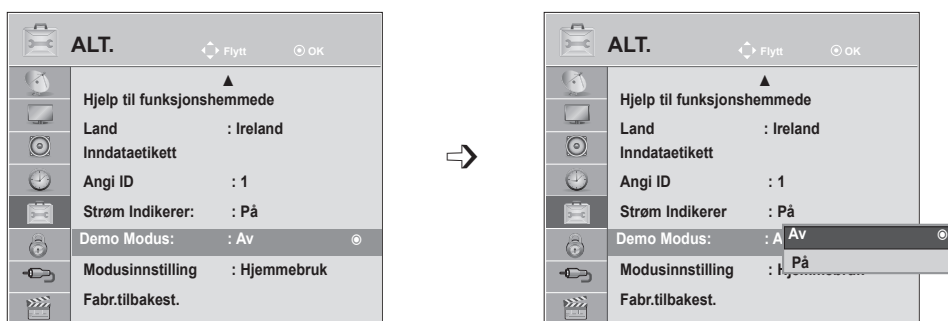 ALT. Flytt OK
▲
Hjelp til funksjonshemmede
Land : Ireland
Inndataetikett
Angi ID : 1
Strøm Indikerer: : På
Demo Modus: : Av
Modusinnstilling : Hjemmebruk
Fabr.tilbakest.
ALT. Flytt OK
▲
Hjelp til funksjonshemmede
Land : Ireland
Inndataetikett
Angi ID : 1
Strøm Indikerer : På
Demo Modus: : A
Av
På
Modusinnstilling : Hjemmebruk
Fabr.tilbakest.